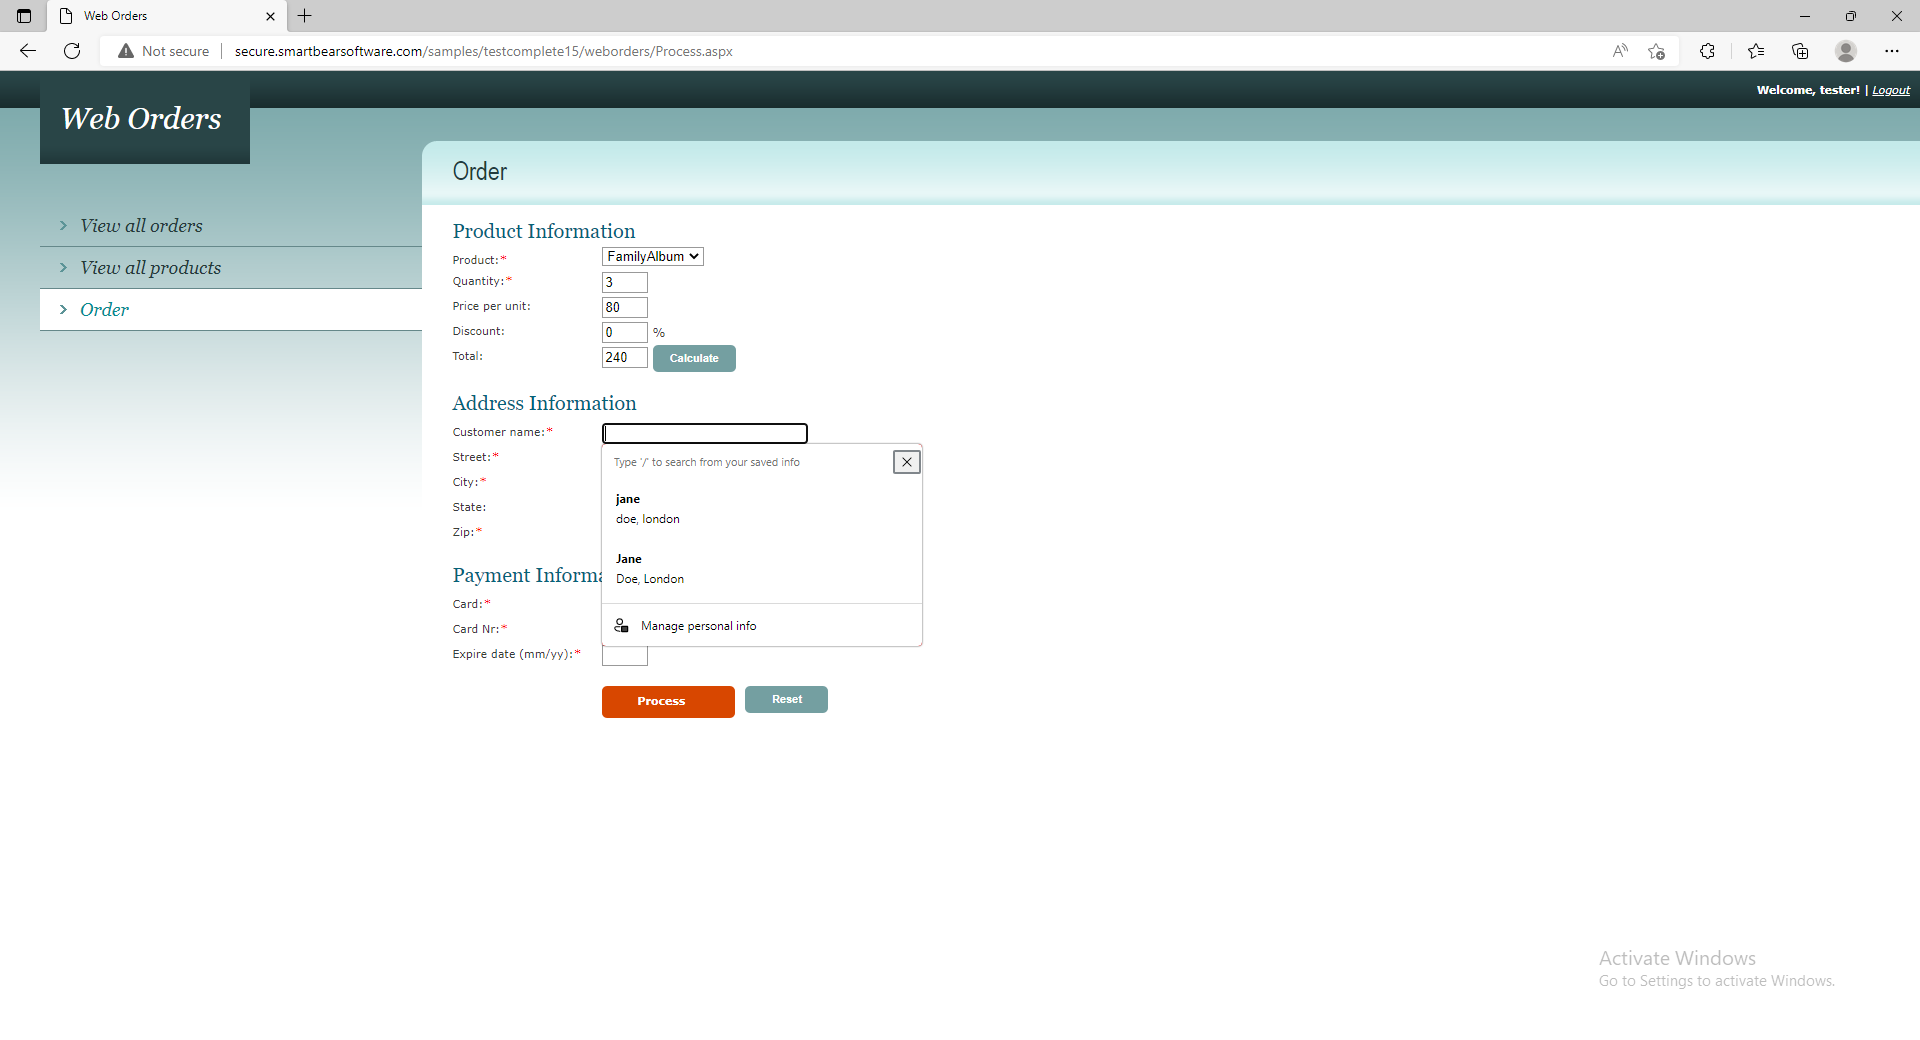 Web Orders
Not secure
secure.smartbearsoftware.com/samples/testcomplete15/weborders/Process.aspx
Welcome, tester! | Logout
Web Orders
Order
View all orders
View all products
Order
Product Information
Product:* FamilyAlbum
Quantity:* 3
Price per unit: 80
Discount: 0 %
Total: 240 Calculate
Address Information
Customer name:*
Street:*
City:*
State:
Zip:*
Type '/' to search from your saved info
jane
doe, london
Jane
Doe, London
Manage personal info
Payment Informa
Card:*
Card Nr:*
Expire date (mm/yy):*
Process Reset
Activate Windows
Go to Settings to activate Windows.